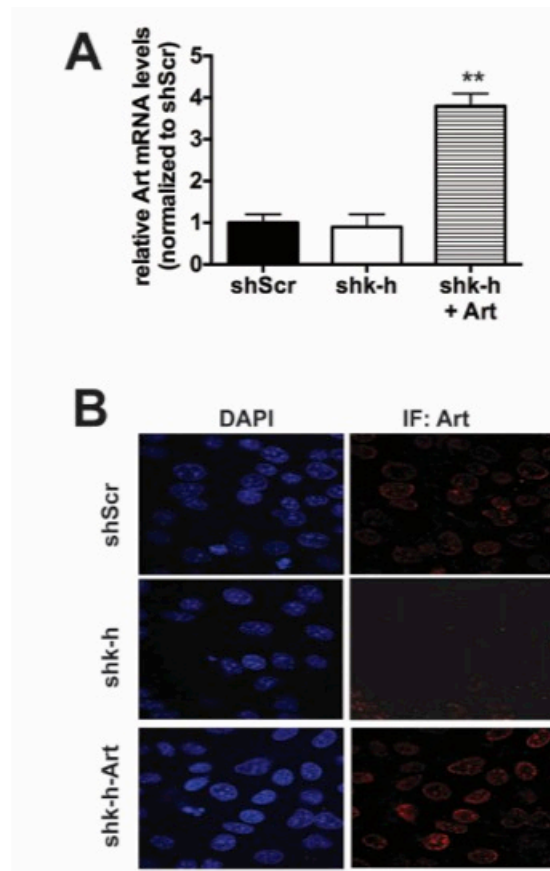 A
relative Art mRNA levels
(normalized to shScr)
5
4
3
2
1
0
**
shScr
shk-h
shk-h
+ Art
B
DAPI
IF: Art
shScr
shk-h
shk-h-Art